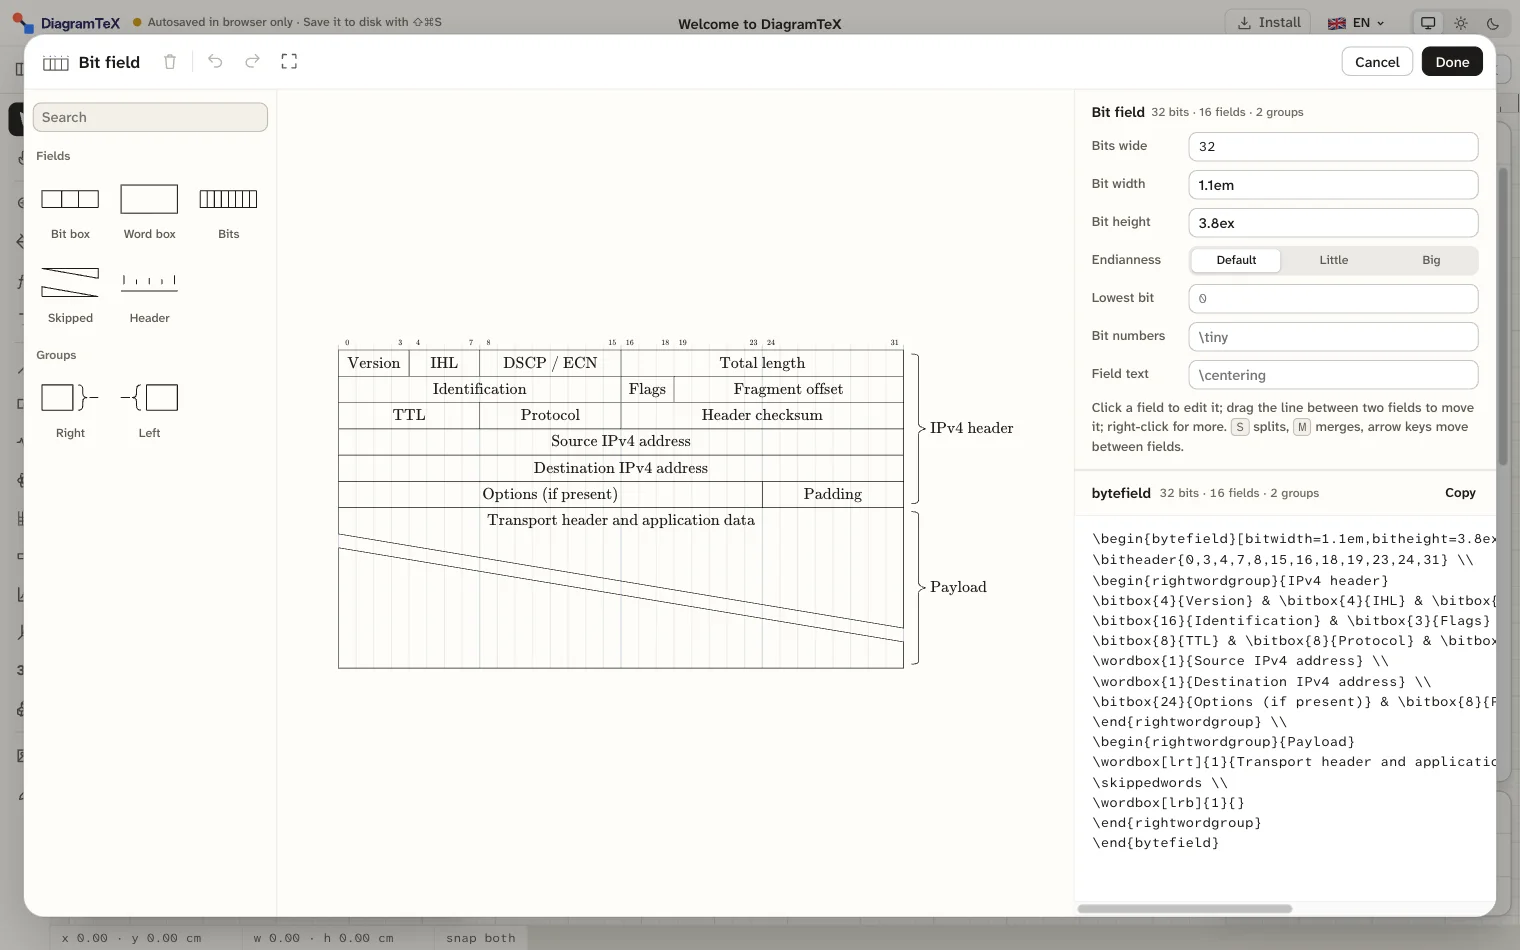 DiagramTeX
Autosaved in browser only · Save it to disk with ⇧⌘S
Welcome to DiagramTeX
Install
EN
Bit field
Cancel
Done
Search
Fields
Bit box
Word box
Bits
Skipped
Header
Groups
Right
Left
0 3 4 7 8 15 16 18 19 23 24 31
Version IHL DSCP / ECN Total length
Identification Flags Fragment offset
TTL Protocol Header checksum
Source IPv4 address
Destination IPv4 address
Options (if present) Padding
Transport header and application data
IPv4 header
Payload
Bit field 32 bits · 16 fields · 2 groups
Bits wide 32
Bit width 1.1em
Bit height 3.8ex
Endianness Default Little Big
Lowest bit 0
Bit numbers \tiny
Field text \centering
Click a field to edit it; drag the line between two fields to move
it; right-click for more. S splits, M merges, arrow keys move
between fields.
bytefield 32 bits · 16 fields · 2 groups
Copy
\begin{bytefield}[bitwidth=1.1em,bitheight=3.8ex
\bitheader{0,3,4,7,8,15,16,18,19,23,24,31} \\
\begin{rightwordgroup}{IPv4 header}
\bitbox{4}{Version} & \bitbox{4}{IHL} & \bitbox{
\bitbox{16}{Identification} & \bitbox{3}{Flags}
\bitbox{8}{TTL} & \bitbox{8}{Protocol} & \bitbox
\wordbox{1}{Source IPv4 address} \\
\wordbox{1}{Destination IPv4 address} \\
\bitbox{24}{Options (if present)} & \bitbox{8}{P
\end{rightwordgroup} \\
\begin{rightwordgroup}{Payload}
\wordbox[lrt]{1}{Transport header and applicatio
\skippedwords \\
\wordbox[lrb]{1}{}
\end{rightwordgroup}
\end{bytefield}
x 0.00 · y 0.00 cm
w 0.00 · h 0.00 cm
snap both